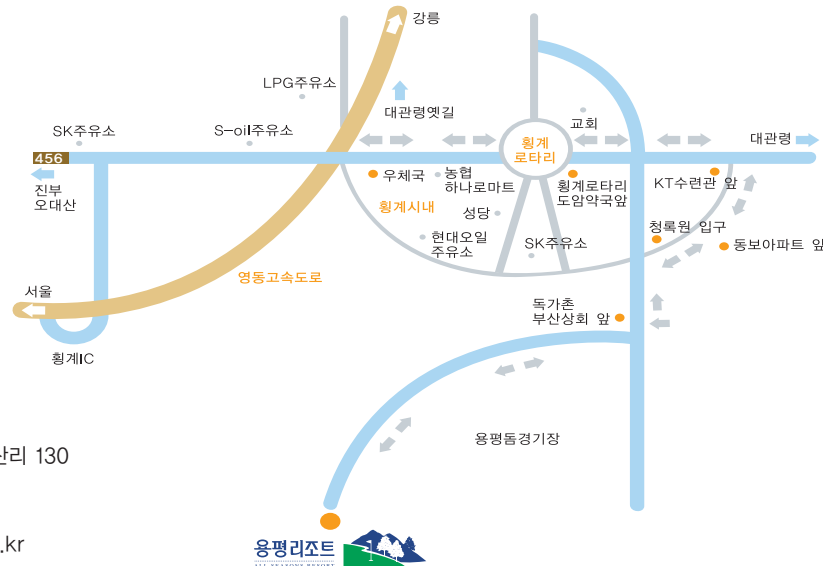 강릉
LPG주유소
대관령옛길
SK주유소
S-oil주유소
교회
횡계
로타리
대관령
456
진부
오대산
우체국
농협
하나로마트
횡계로타리
도암약국앞
KT수련관 앞
횡계시내
성당
청록원 입구
현대오일
주유소
SK주유소
동보아파트 앞
영동고속도로
서울
독가촌
부산상회 앞
횡계IC
용평돔경기장
산리 130
.kr
용평리조트
ALL SEASONS RESORT